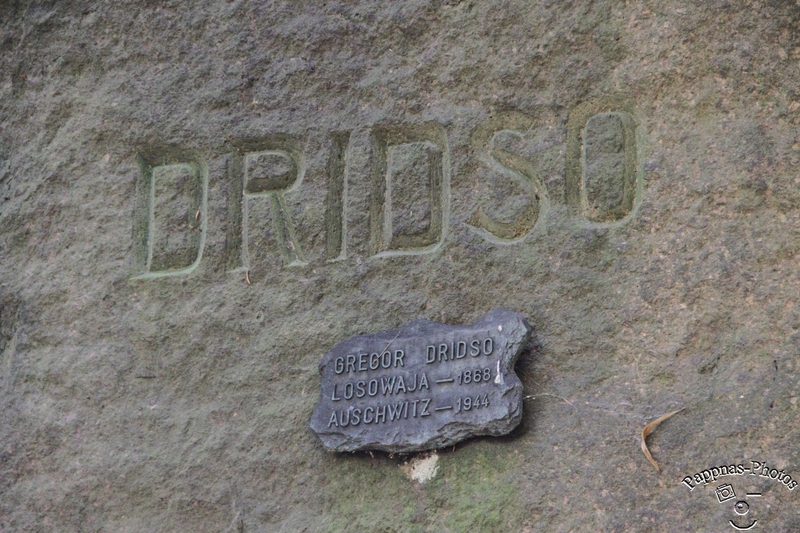 DRIDSO
GREGOR DRIDSO
LOSOWAJA — 1868
AUSCHWITZ — 1944
Pappnas-Photos